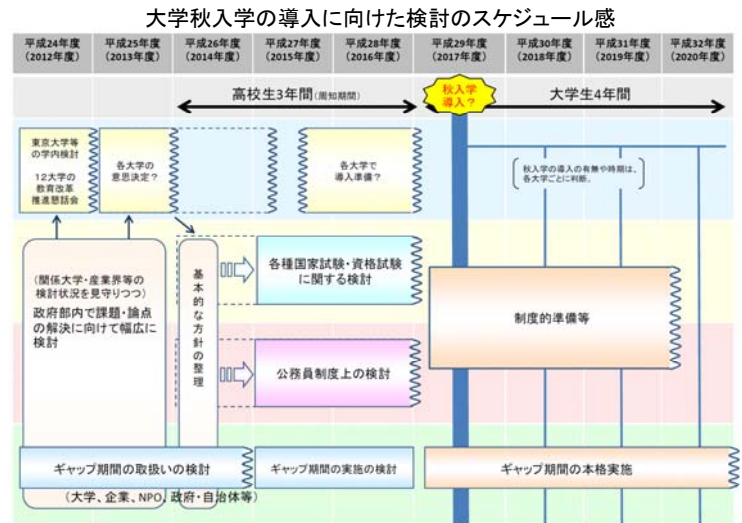 大学秋入学の導入に向けた検討のスケジュール感
平成24年度
(2012年度)
平成25年度
(2013年度)
平成26年度
(2014年度)
平成27年度
(2015年度)
平成28年度
(2016年度)
平成29年度
(2017年度)
平成30年度
(2018年度)
平成31年度
(2019年度)
平成32年度
(2020年度)
高校生3年間(周知期間)
秋入学
導入？
大学生4年間
東京大学等
の学内検討
12大学の
教育改革
推進懇話会
各大学の
意思決定？
各大学で
導入準備？
秋入学の導入の有無や時期は、
各大学ごとに判断。
(関係大学・産業界等の
検討状況を見守りつつ)
政府部内で課題・論点
の解決に向けて幅広に
検討
基本的な方針の整理
各種国家試験・資格試験
に関する検討
制度的準備等
公務員制度上の検討
ギャップ期間の取扱いの検討
ギャップ期間の実施の検討
ギャップ期間の本格実施
(大学、企業、NPO、政府・自治体等)